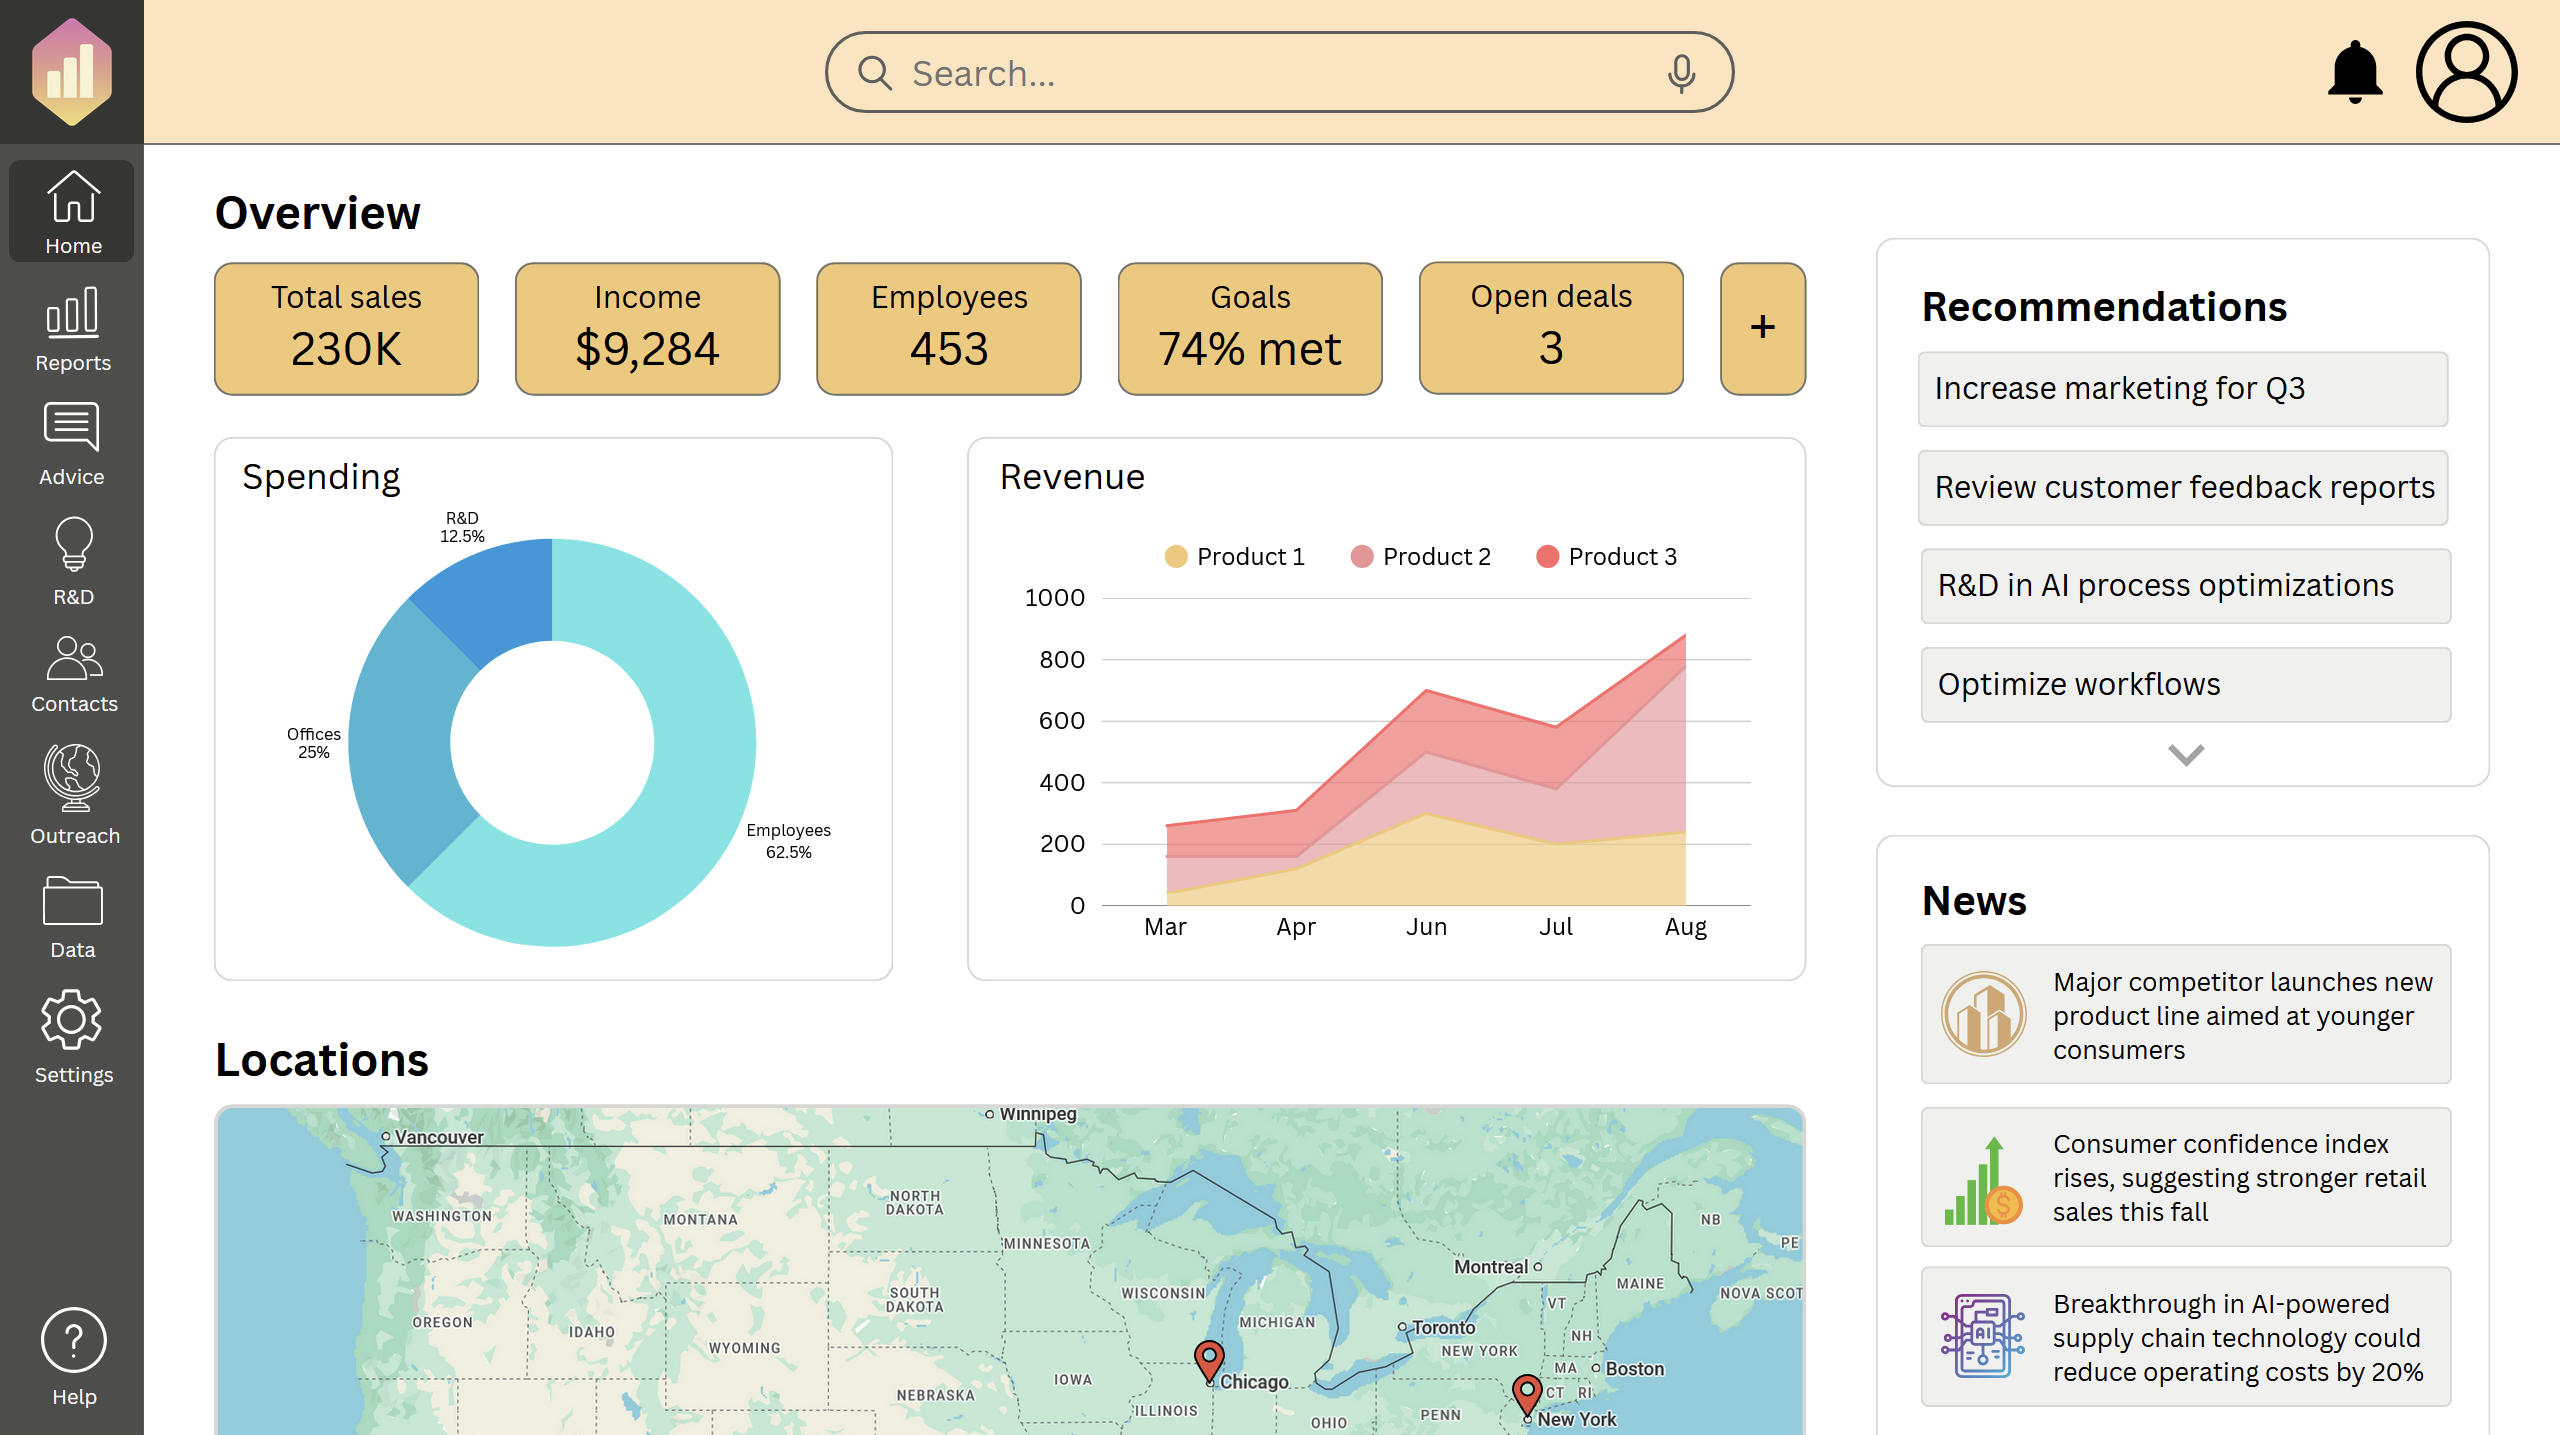 Search...
Home
Reports
Advice
R&D
Contacts
Outreach
Data
Settings
?
Help
Overview
Total sales
230K
Income
$9,284
Employees
453
Goals
74% met
Open deals
3
+
Spending
R&D
12.5%
Offices
25%
Employees
62.5%
Revenue
Product 1
Product 2
Product 3
1000
800
600
400
200
0
Mar
Apr
Jun
Jul
Aug
Locations
Winnipeg
Vancouver
WASHINGTON
MONTANA
NORTH
DAKOTA
MINNESOTA
NB
PE
Montreal
MAINE
NOVA SCOT
SOUTH
DAKOTA
WISCONSIN
VT
OREGON
IDAHO
MICHIGAN
Toronto
NH
WYOMING
NEW YORK
MA
Boston
IOWA
Chicago
NEBRASKA
CT
RI
ILLINOIS
OHIO
PENN
New York
Recommendations
Increase marketing for Q3
Review customer feedback reports
R&D in AI process optimizations
Optimize workflows
News
Major competitor launches new
product line aimed at younger
consumers
$
Consumer confidence index
rises, suggesting stronger retail
sales this fall
AI
Breakthrough in AI-powered
supply chain technology could
reduce operating costs by 20%